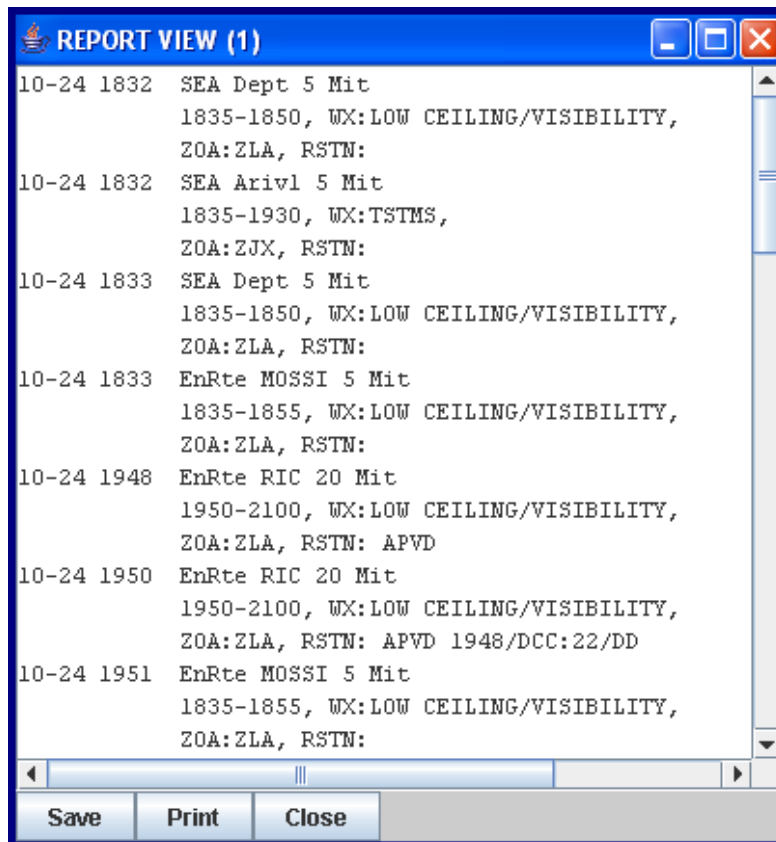 REPORT VIEW (1)
10-24 1832 SEA Dept 5 Mit
1835-1850, WX:LOW CEILING/VISIBILITY,
ZOA:ZLA, RSTN:
10-24 1832 SEA Arivl 5 Mit
1835-1930, WX:TSTMS,
ZOA:ZJX, RSTN:
10-24 1833 SEA Dept 5 Mit
1835-1850, WX:LOW CEILING/VISIBILITY,
ZOA:ZLA, RSTN:
10-24 1833 EnRte MOSSI 5 Mit
1835-1855, WX:LOW CEILING/VISIBILITY,
ZOA:ZLA, RSTN:
10-24 1948 EnRte RIC 20 Mit
1950-2100, WX:LOW CEILING/VISIBILITY,
ZOA:ZLA, RSTN: APVD
10-24 1950 EnRte RIC 20 Mit
1950-2100, WX:LOW CEILING/VISIBILITY,
ZOA:ZLA, RSTN: APVD 1948/DCC:22/DD
10-24 1951 EnRte MOSSI 5 Mit
1835-1855, WX:LOW CEILING/VISIBILITY,
ZOA:ZLA, RSTN:
Save Print Close